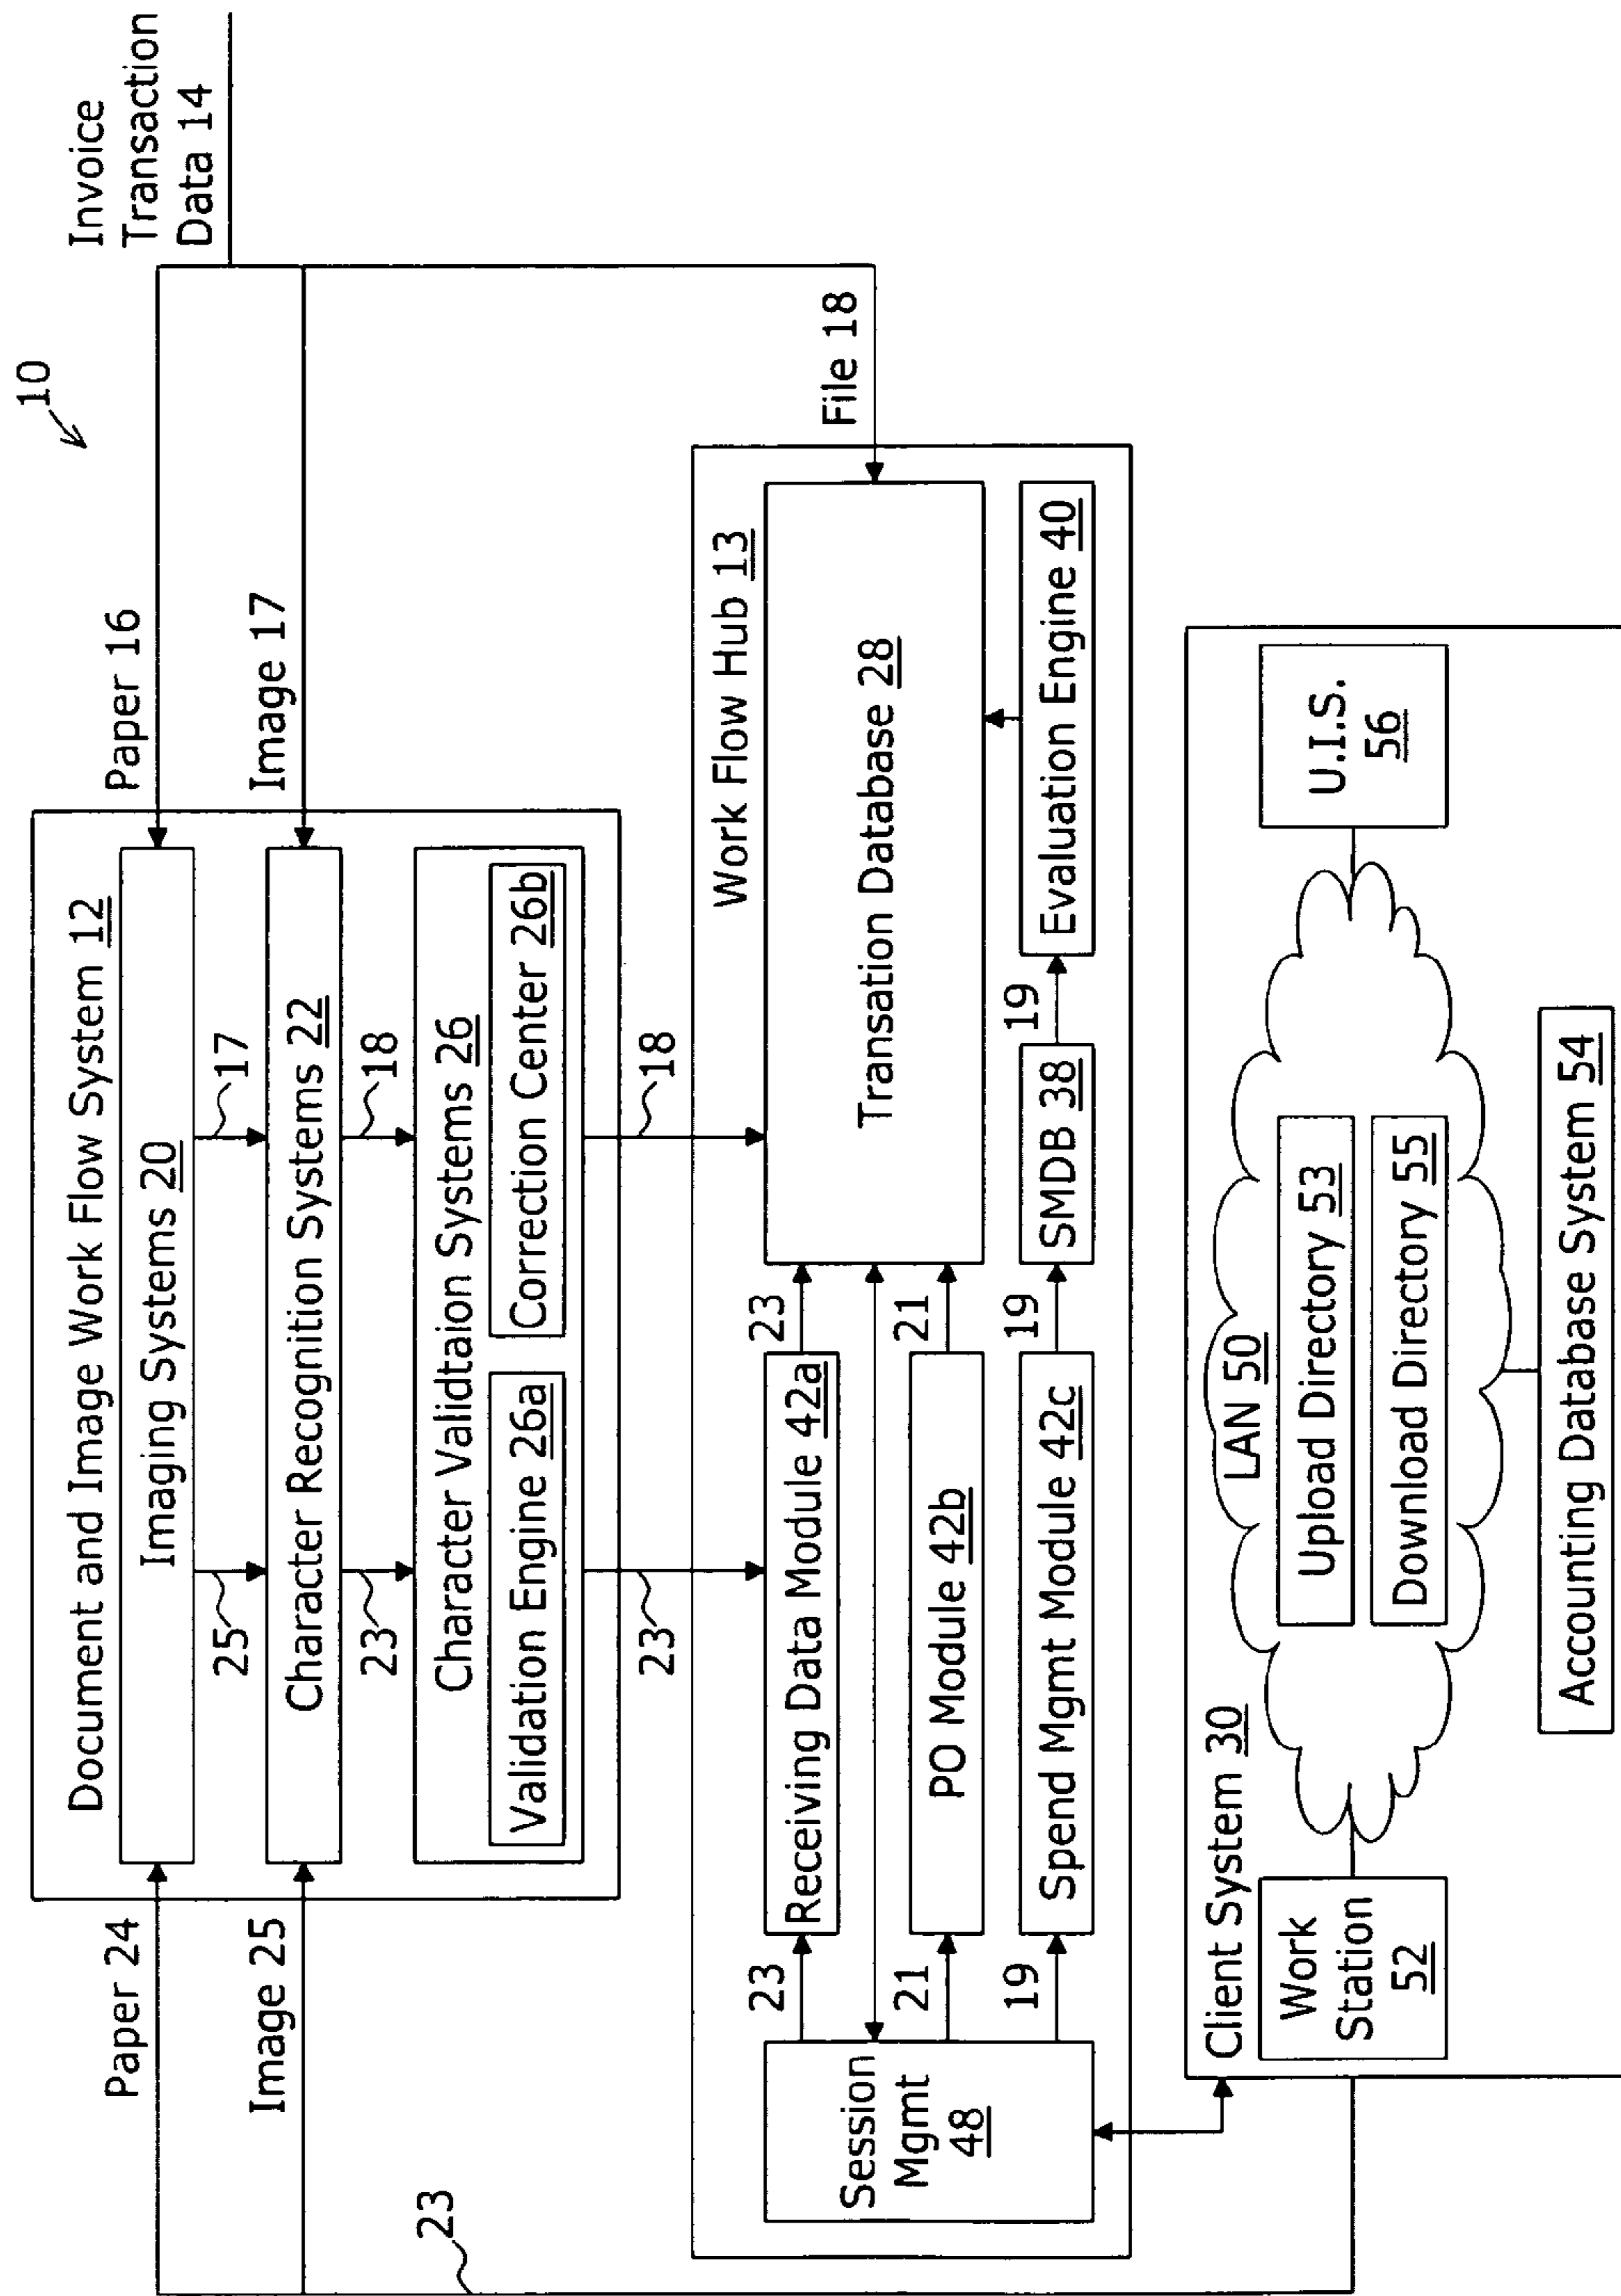 10
Invoice
Transaction
Data 14
Paper 24
Paper 16
Image 25
Image 17
File 18
23
Document and Image Work Flow System 12
Imaging Systems 20
25
17
Character Recognition Systems 22
23
18
Character Validtaion Systems 26
Validation Engine 26a
Correction Center 26b
23
18
Work Flow Hub 13
Session
Mgmt
48
23
Receiving Data Module 42a
23
Transation Database 28
21
PO Module 42b
21
19
Spend Mgmt Module 42c
19
SMDB 38
19
Evaluation Engine 40
Client System 30
Work
Station
52
LAN 50
Upload Directory 53
Download Directory 55
U.I.S.
56
Accounting Database System 54